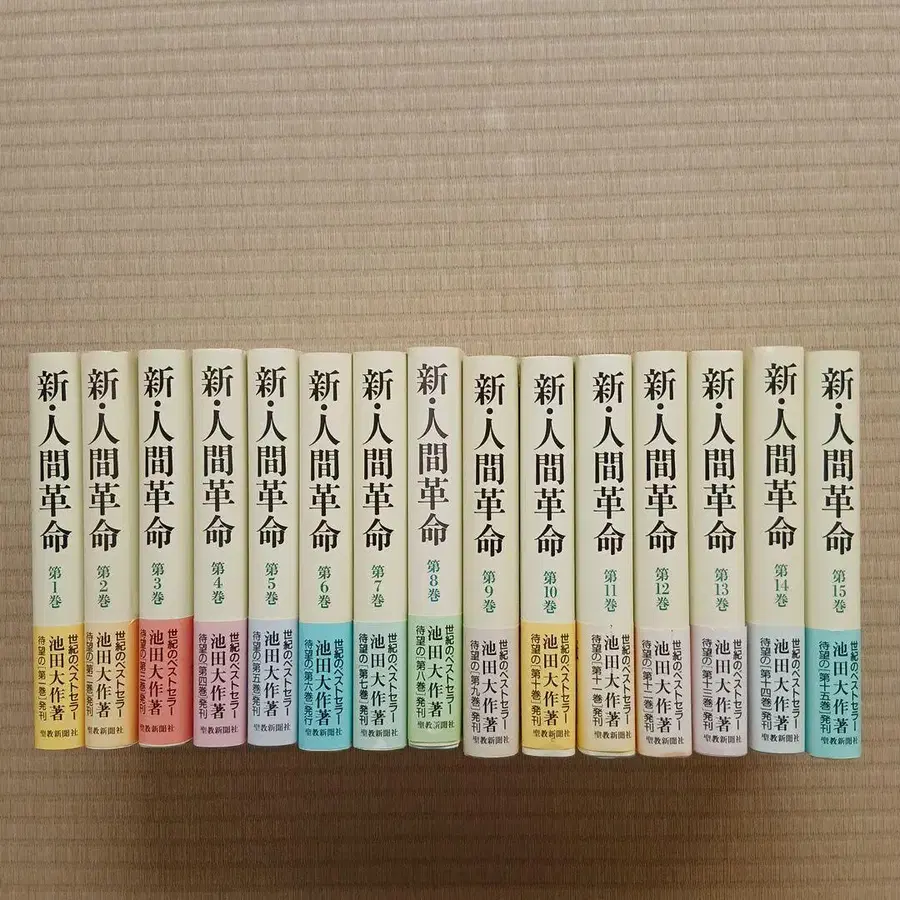 新・人間革命 第1巻
世紀のベストセラー
待望の「第一巻」発刊
池田大作著
聖教新聞社
新・人間革命 第2巻
世紀のベストセラー
待望の「第二巻」発刊
池田大作著
聖教新聞社
新・人間革命 第3巻
世紀のベストセラー
待望の「第三巻」発刊
池田大作著
聖教新聞社
新・人間革命 第4巻
世紀のベストセラー
待望の「第四巻」発刊
池田大作著
聖教新聞社
新・人間革命 第5巻
世紀のベストセラー
待望の「第五巻」発刊
池田大作著
聖教新聞社
新・人間革命 第6巻
世紀のベストセラー
待望の「第六巻」発行
池田大作著
聖教新聞社
新・人間革命 第7巻
世紀のベストセラー
待望の「第七巻」発刊
池田大作著
聖教新聞社
新・人間革命 第8巻
世紀のベストセラー
待望の「第八巻」発刊
池田大作著
聖教新聞社
新・人間革命 第9巻
世紀のベストセラー
待望の「第九巻」発刊
池田大作著
聖教新聞社
新・人間革命 第10巻
世紀のベストセラー
待望の「第十巻」発刊
池田大作著
聖教新聞社
新・人間革命 第11巻
世紀のベストセラー
待望の「第十一巻」発刊
池田大作著
聖教新聞社
新・人間革命 第12巻
世紀のベストセラー
待望の「第十二巻」発刊
池田大作著
聖教新聞社
新・人間革命 第13巻
世紀のベストセラー
待望の「第十三巻」発刊
池田大作著
聖教新聞社
新・人間革命 第14巻
世紀のベストセラー
待望の「第十四巻」発刊
池田大作著
聖教新聞社
新・人間革命 第15巻
世紀のベストセラー
待望の「第十五巻」発刊
池田大作著
聖教新聞社